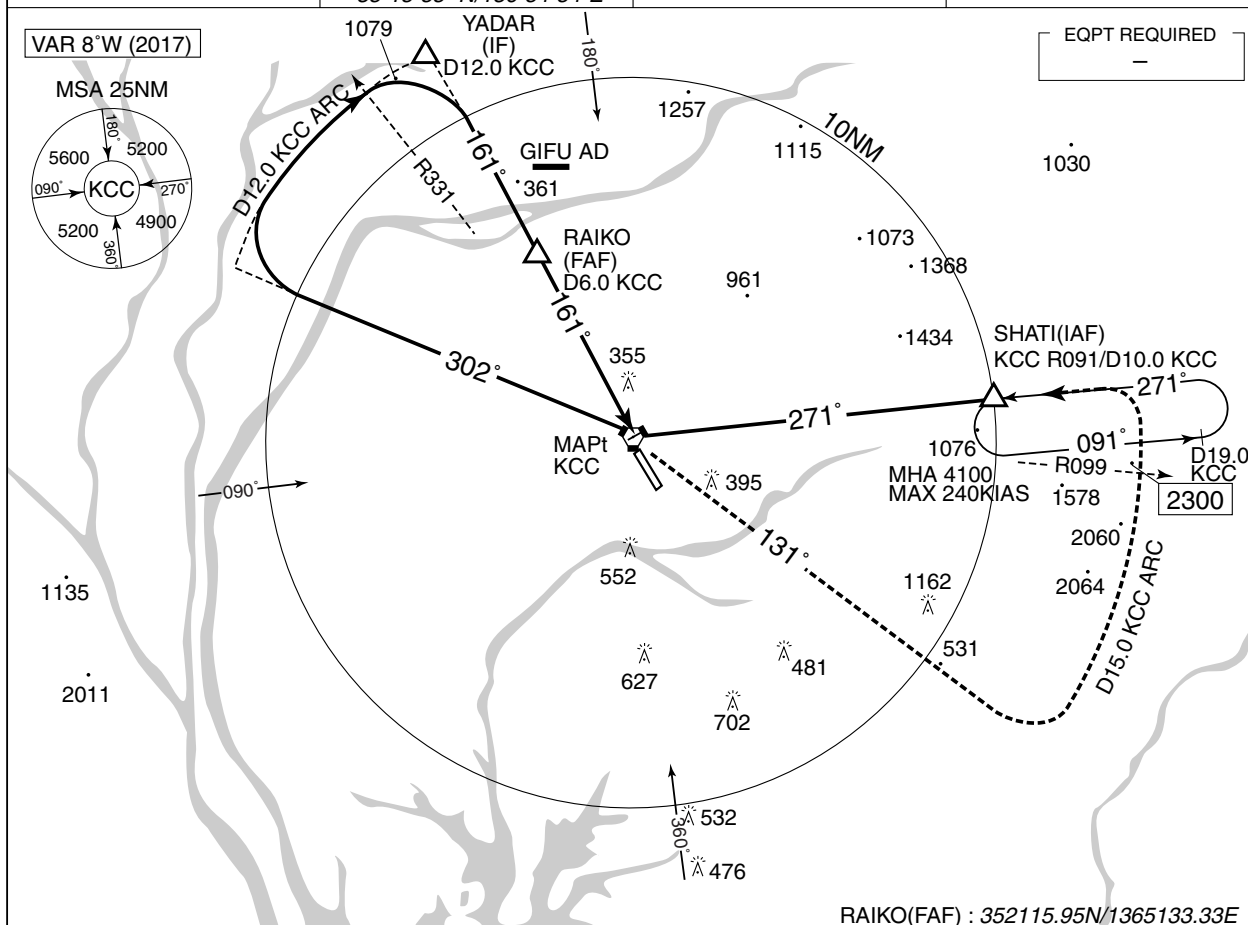 VAR 8°W (2017)
MSA 25NM
180°
5600
5200
090°
KCC
270°
5200
4900
360°
1079
YADAR
(IF)
D12.0 KCC
180°
EQPT REQUIRED
–
D12.0 KCC ARC
R331
161°
GIFU AD
361
1257
1115
10NM
1030
RAIKO
(FAF)
D6.0 KCC
161°
961
1073
1368
1434
302°
355
SHATI(IAF)
KCC R091/D10.0 KCC
271°
271°
091°
1076
MHA 4100
MAX 240KIAS
R099
D19.0
KCC
1578
2300
MAPt
KCC
090°
395
131°
2060
2064
552
1162
D15.0 KCC ARC
1135
531
627
481
2011
702
532
360°
476
RAIKO(FAF) : 352115.95N/1365133.33E